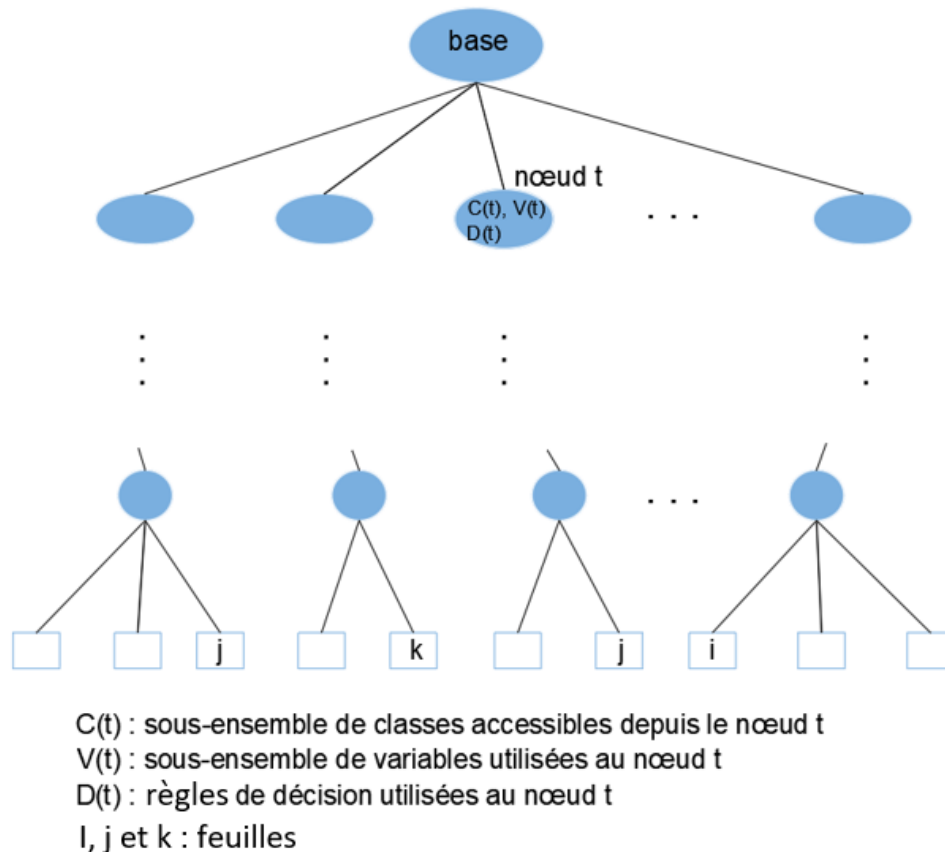 base
nœud t
C(t), V(t)
D(t)
. . .
. . .
j
k
j
i
C(t) : sous-ensemble de classes accessibles depuis le nœud t
V(t) : sous-ensemble de variables utilisées au nœud t
D(t) : règles de décision utilisées au nœud t
I, j et k : feuilles